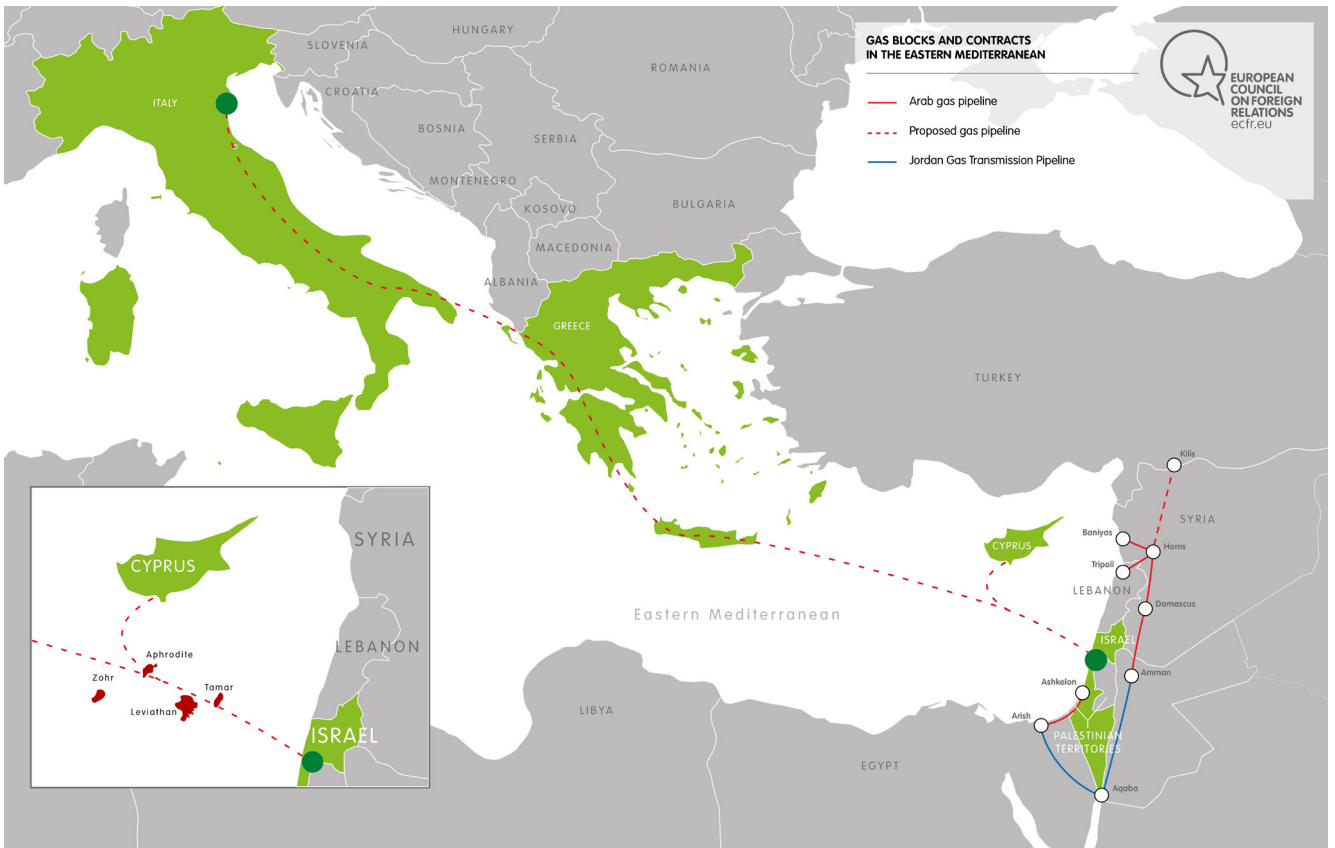 GAS BLOCKS AND CONTRACTS
IN THE EASTERN MEDITERRANEAN
Arab gas pipeline
Proposed gas pipeline
Jordan Gas Transmission Pipeline
EUROPEAN
COUNCIL
ON FOREIGN
RELATIONS
ecfr.eu
HUNGARY
SLOVENIA
ROMANIA
CROATIA
ITALY
BOSNIA
SERBIA
MONTENEGRO
KOSOVO
BULGARIA
MACEDONIA
ALBANIA
GREECE
TURKEY
Kilis
SYRIA
Baniyas
Homs
CYPRUS
Tripoli
LEBANON
Damascus
Eastern Mediterranean
ISRAEL
Amman
Ashkelon
Arish
PALESTINIAN
TERRITORIES
LIBYA
EGYPT
Aqaba
SYRIA
CYPRUS
LEBANON
Aphrodite
Zohr
Tamar
Leviathan
ISRAEL